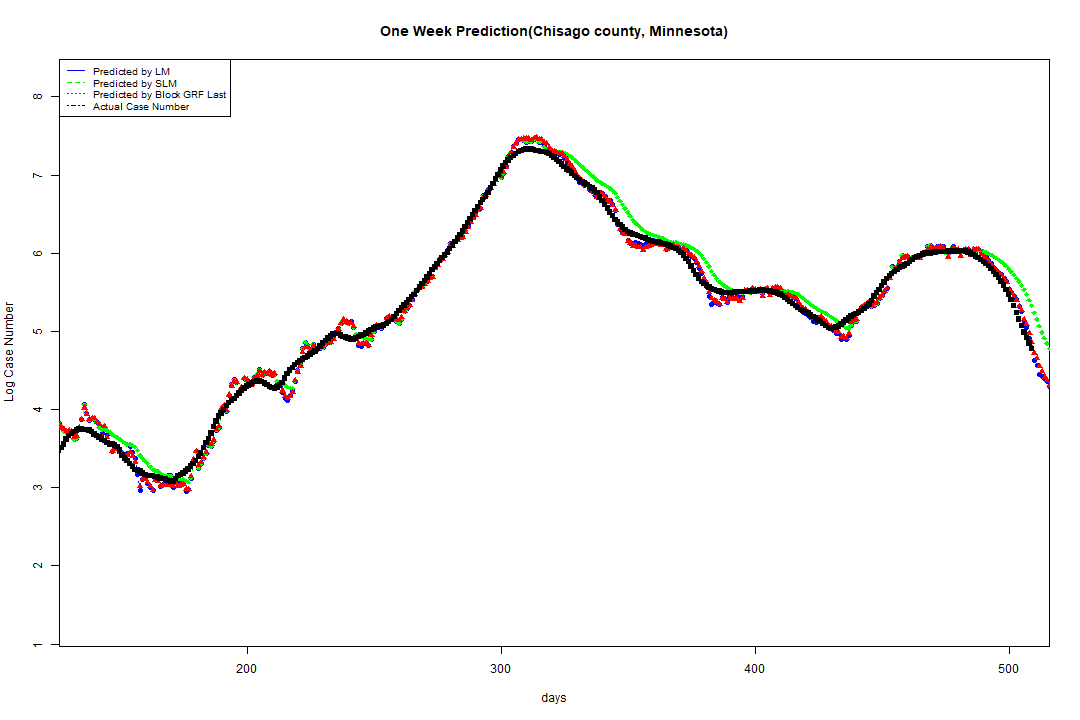 One Week Prediction(Chisago county, Minnesota)
Predicted by LM
Predicted by SLM
Predicted by Block GRF Last
Actual Case Number
8
7
6
5
4
3
2
1
Log Case Number
200
300
400
500
days